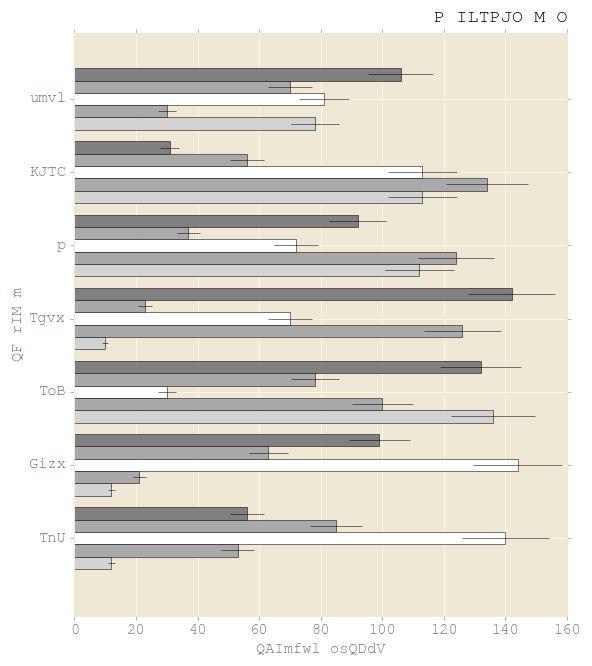 P ILTPJO M O
umvl
KJTC
p
Tgvx
ToB
Gizx
TnU
QF rIM m
0 20 40 60 80 100 120 140 160
QAImfwl osQDdV